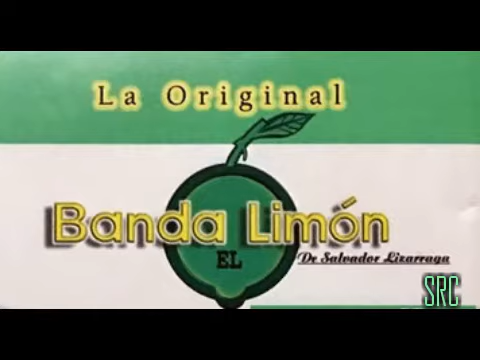 La Original
Banda Limón
EL
De Salvador Lizarraga
SRC